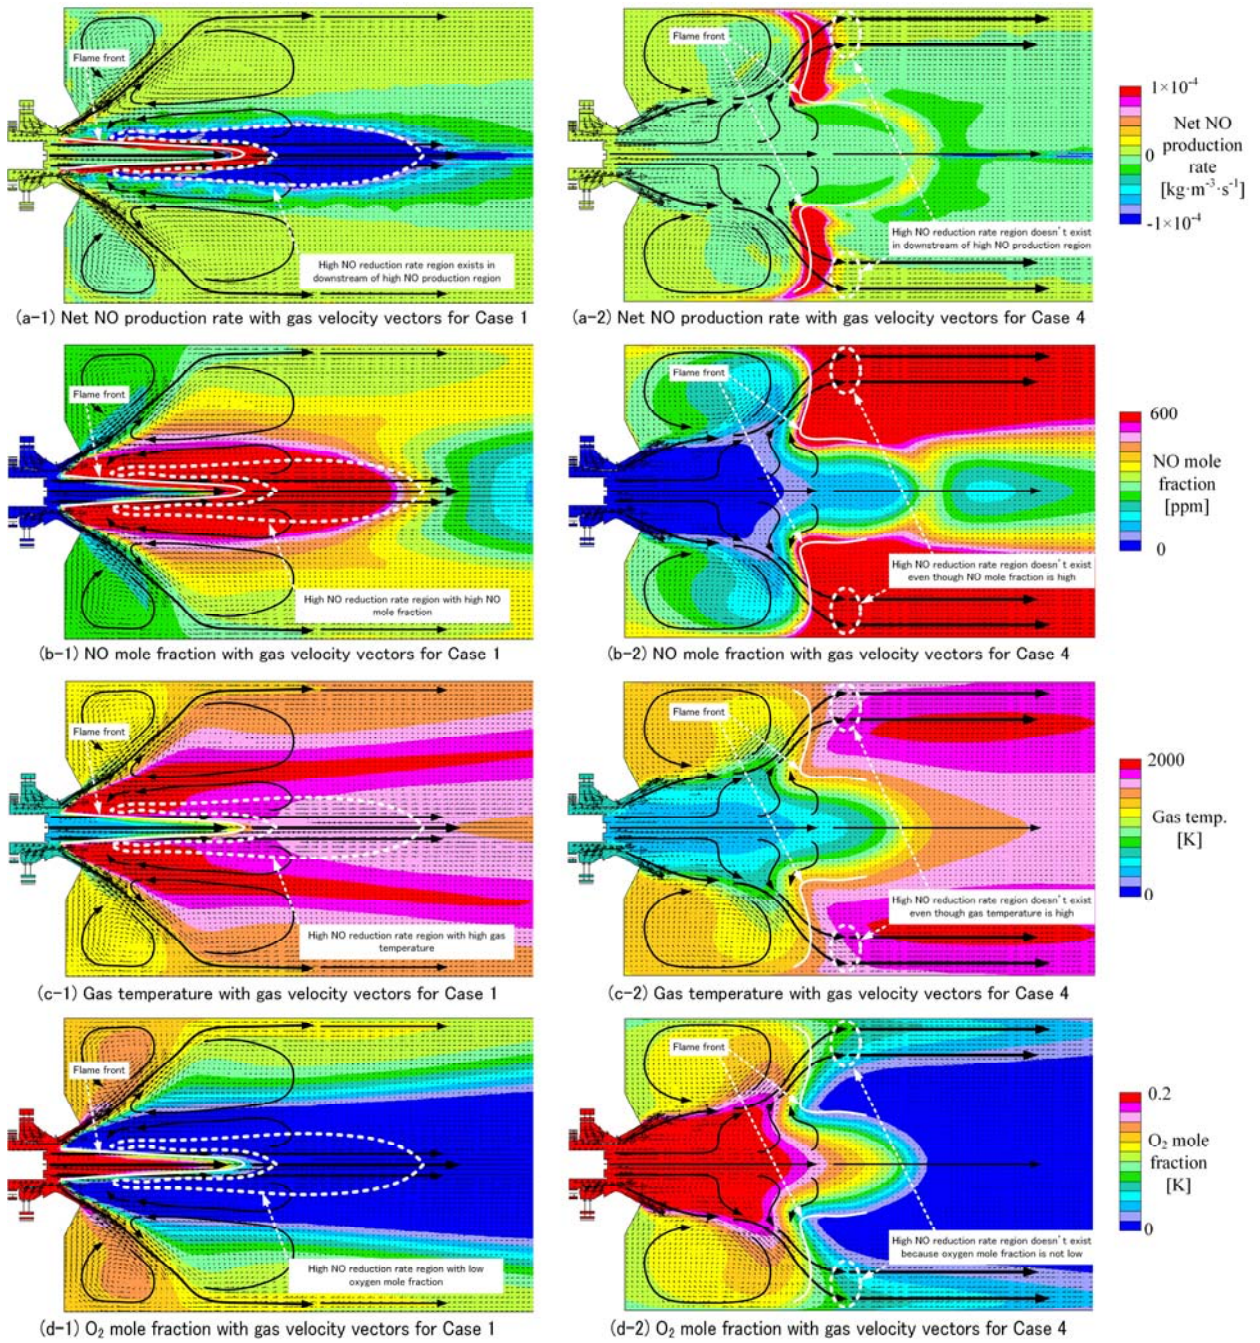 Flame front
High NO reduction rate region exists in
downstream of high NO production region
(a-1) Net NO production rate with gas velocity vectors for Case 1
Flame front
High NO reduction rate region doesn't exist
in downstream of high NO production region
(a-2) Net NO production rate with gas velocity vectors for Case 4
1×10⁻⁴
Net NO
production
0
rate
[kg·m⁻³·s⁻¹]
-1×10⁻⁴
Flame front
High NO reduction rate region with high NO
mole fraction
(b-1) NO mole fraction with gas velocity vectors for Case 1
Flame front
High NO reduction rate region doesn't exist
even though NO mole fraction is high
(b-2) NO mole fraction with gas velocity vectors for Case 4
600
NO mole
fraction
[ppm]
0
Flame front
High NO reduction rate region with high gas
temperature
(c-1) Gas temperature with gas velocity vectors for Case 1
Flame front
High NO reduction rate region doesn't exist
even though gas temperature is high
(c-2) Gas temperature with gas velocity vectors for Case 4
2000
Gas temp.
[K]
0
Flame front
High NO reduction rate region with low
oxygen mole fraction
(d-1) O₂ mole fraction with gas velocity vectors for Case 1
Flame front
High NO reduction rate region doesn't exist
because oxygen mole fraction is not low
(d-2) O₂ mole fraction with gas velocity vectors for Case 4
0.2
O₂ mole
fraction
[K]
0